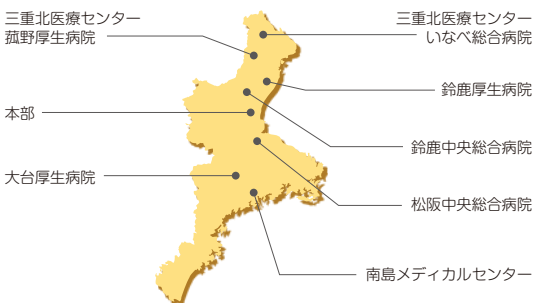 三重北医療センター
菰野厚生病院
本部
大台厚生病院
三重北医療センター
いなべ総合病院
鈴鹿厚生病院
鈴鹿中央総合病院
松阪中央総合病院
南島メディカルセンター